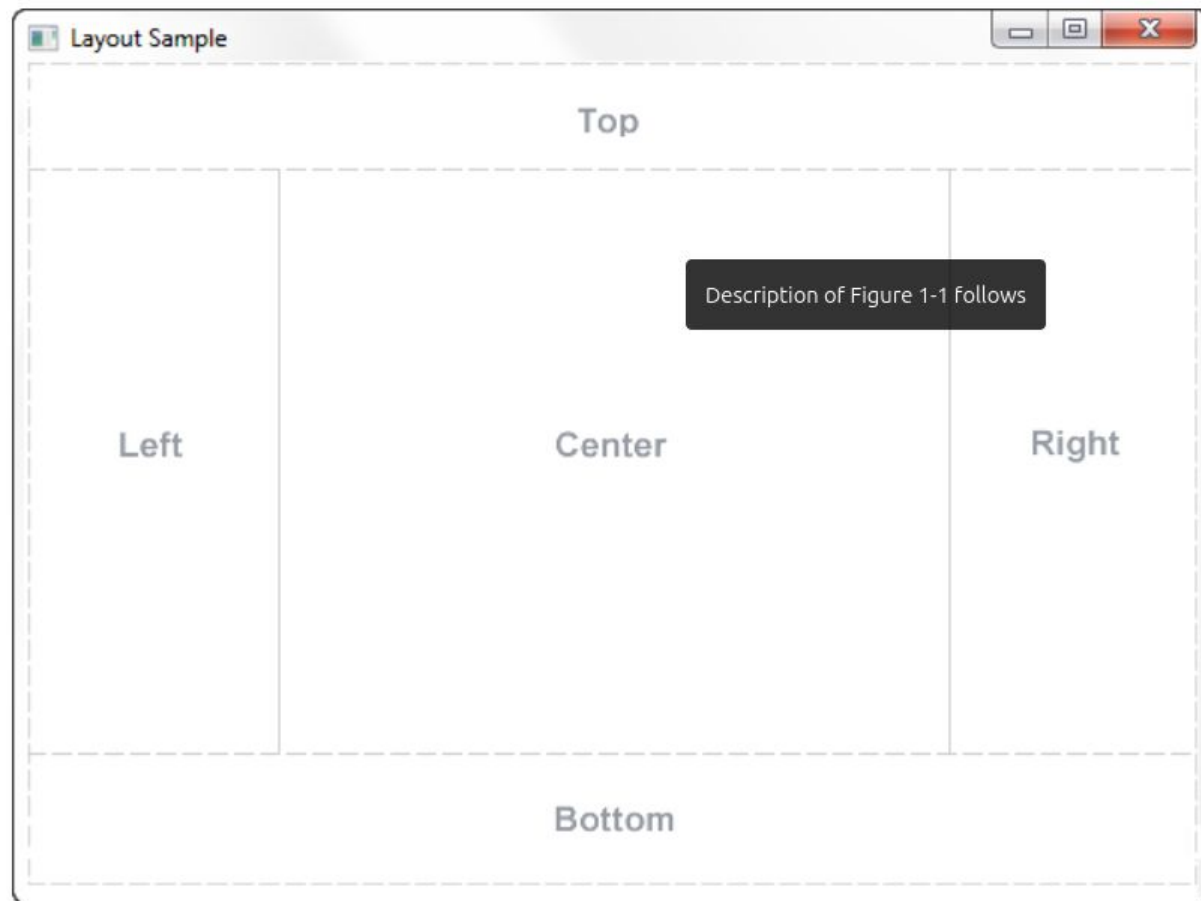 Layout Sample
Top
Description of Figure 1-1 follows
Left
Center
Right
Bottom